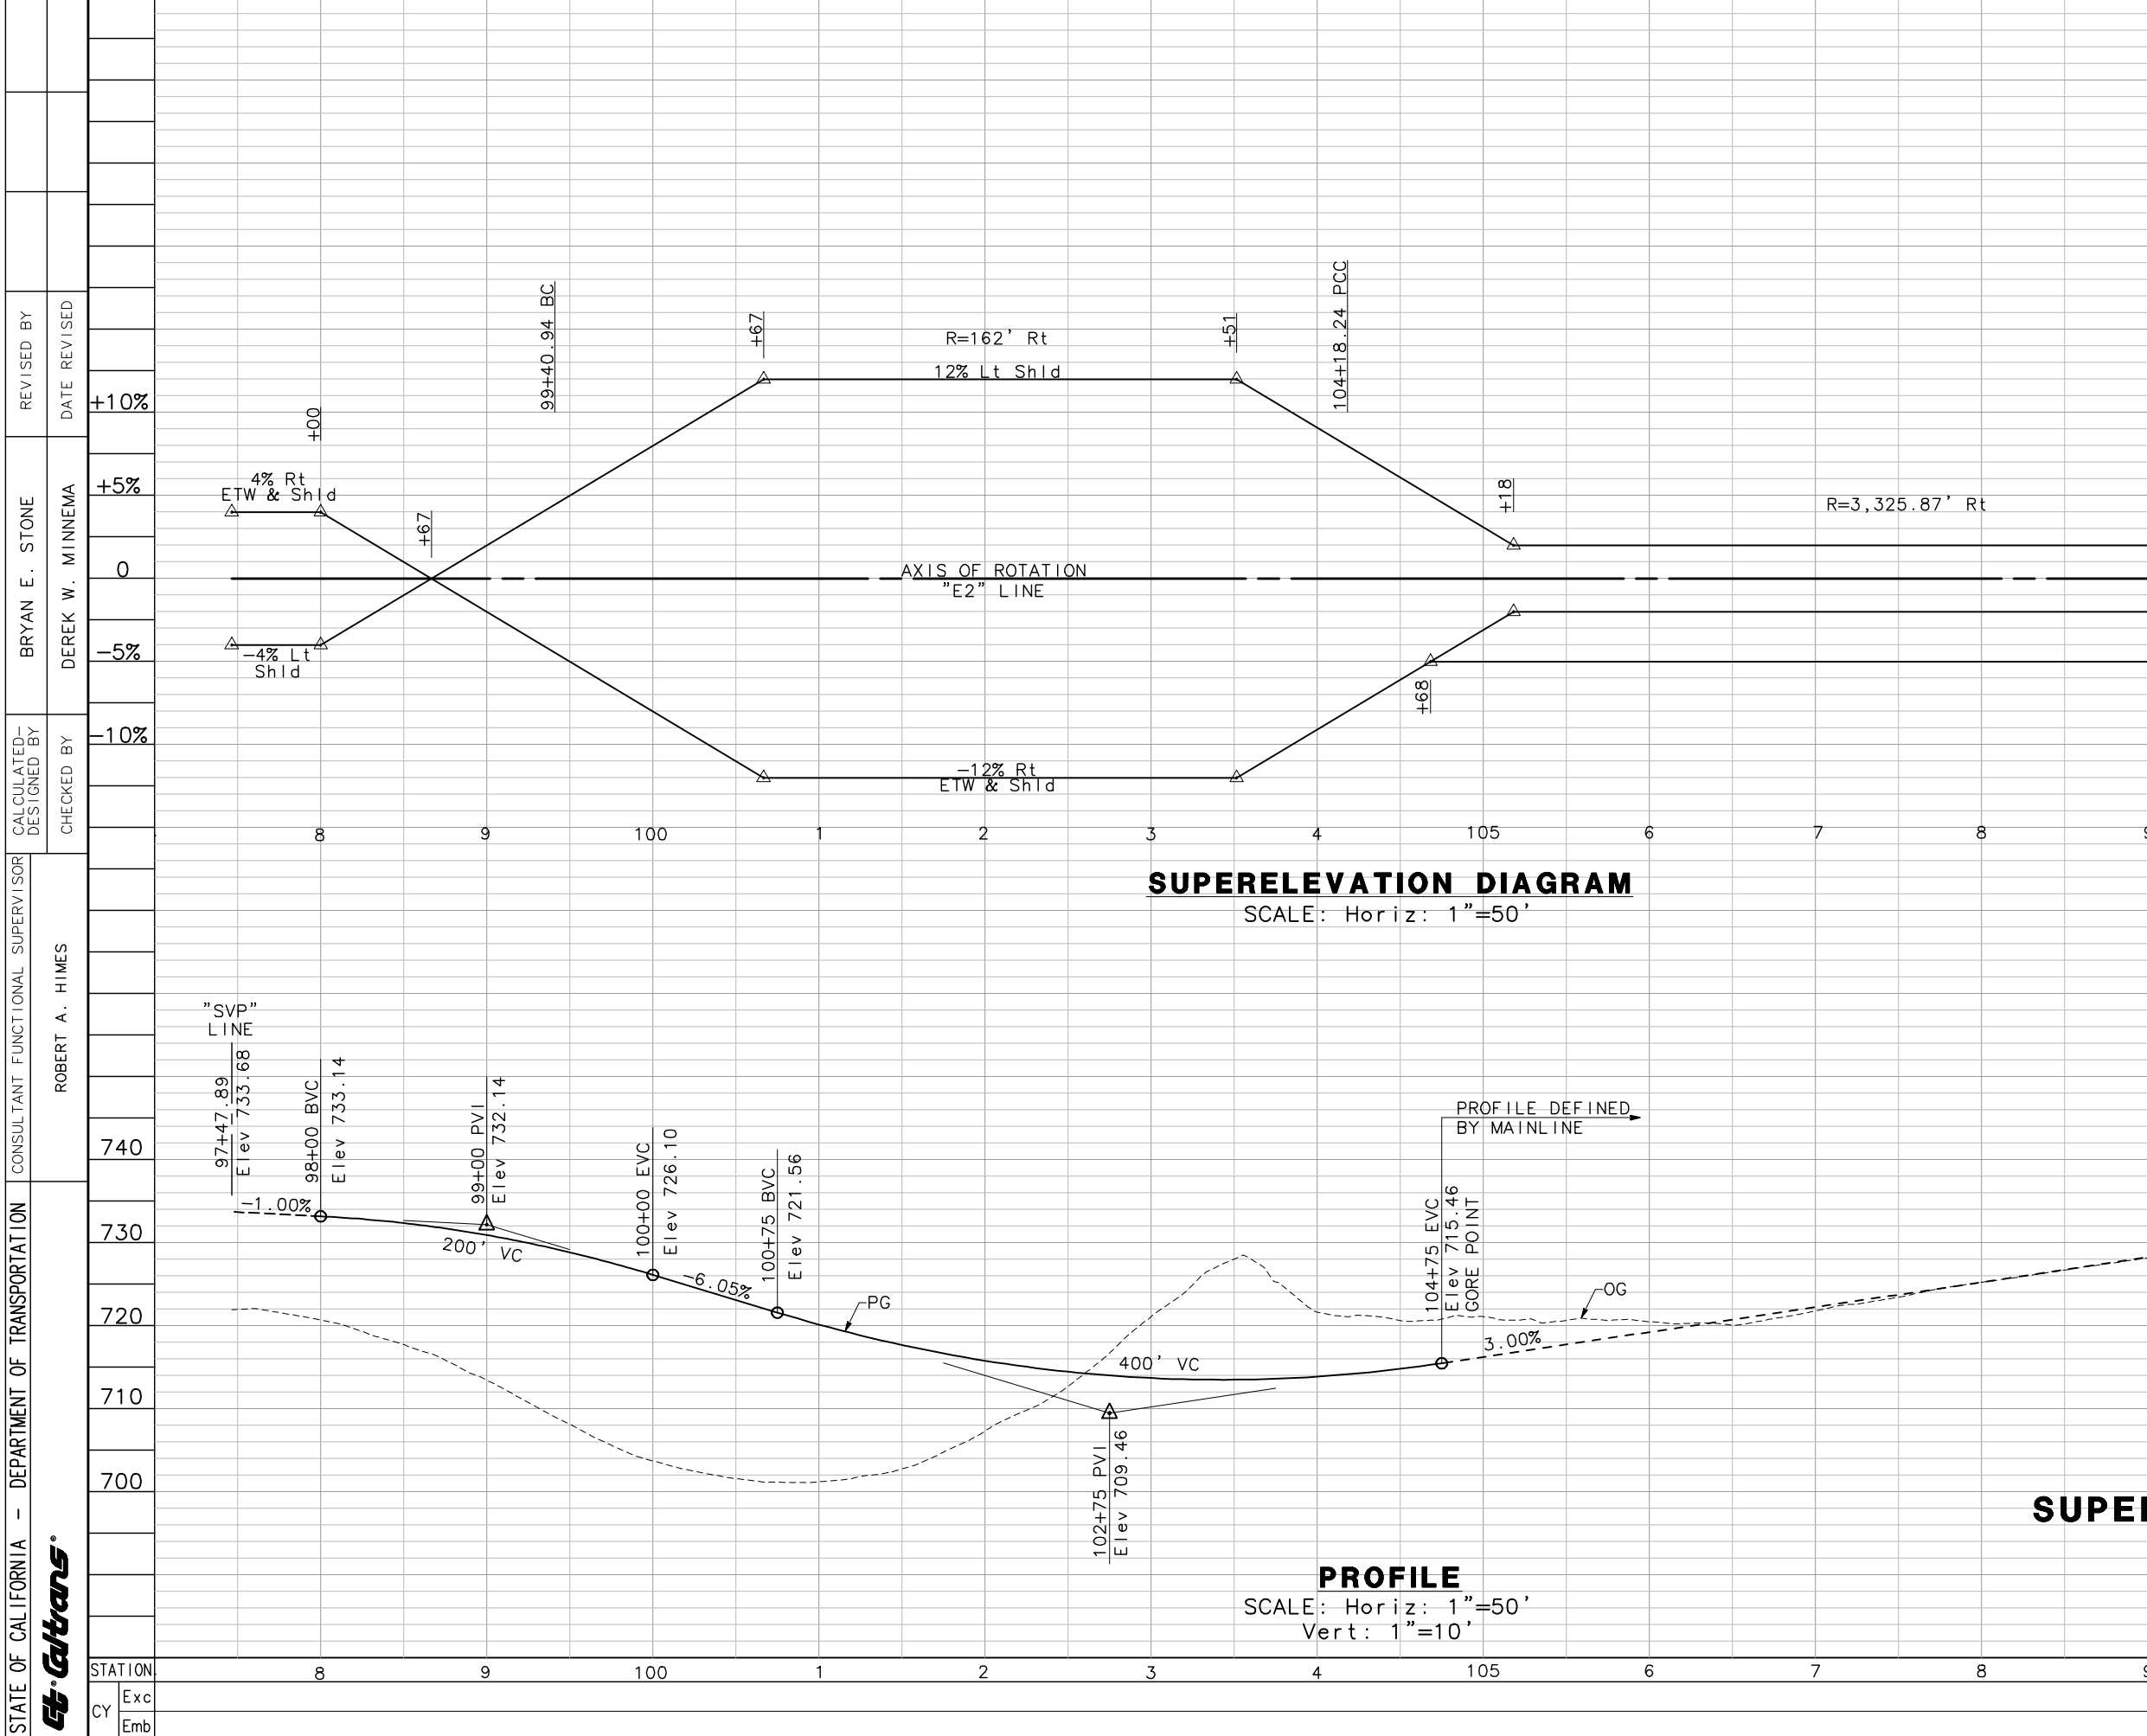 REVISED BY
DATE REVISED
BRYAN E. STONE
DEREK W. MINNEMA
CALCULATED-
DESIGNED BY
CHECKED BY
CONSULTANT FUNCTIONAL SUPERVISOR
ROBERT A. HIMES
STATE OF CALIFORNIA - DEPARTMENT OF TRANSPORTATION
Caltrans®
+10%
+5%
0
-5%
-10%
+00
4% Rt
ETW & Shld
-4% Lt
Shld
+67
99+40.94 BC
+67
R=162' Rt
12% Lt Shld
+51
104+18.24 PCC
+18
R=3,325.87' Rt
AXIS OF ROTATION
"E2" LINE
+68
-12% Rt
ETW & Shld
8 9 100 1 2 3 4 105 6 7 8 9
SUPERELEVATION DIAGRAM
SCALE: Horiz: 1"=50'
"SVP"
LINE
97+47.89
Elev 733.68
98+00 BVC
Elev 733.14
99+00 PVI
Elev 732.14
100+00 EVC
Elev 726.10
100+75 BVC
Elev 721.56
104+75 EVC
Elev 715.46
GORE POINT
PROFILE DEFINED
BY MAINLINE
740
730
720
710
700
-1.00%
200' VC
-6.05%
PG
400' VC
3.00%
OG
102+75 PVI
Elev 709.46
SUPER
PROFILE
SCALE: Horiz: 1"=50'
Vert: 1"=10'
STATION 8 9 100 1 2 3 4 105 6 7 8 9
CY
Exc
Emb